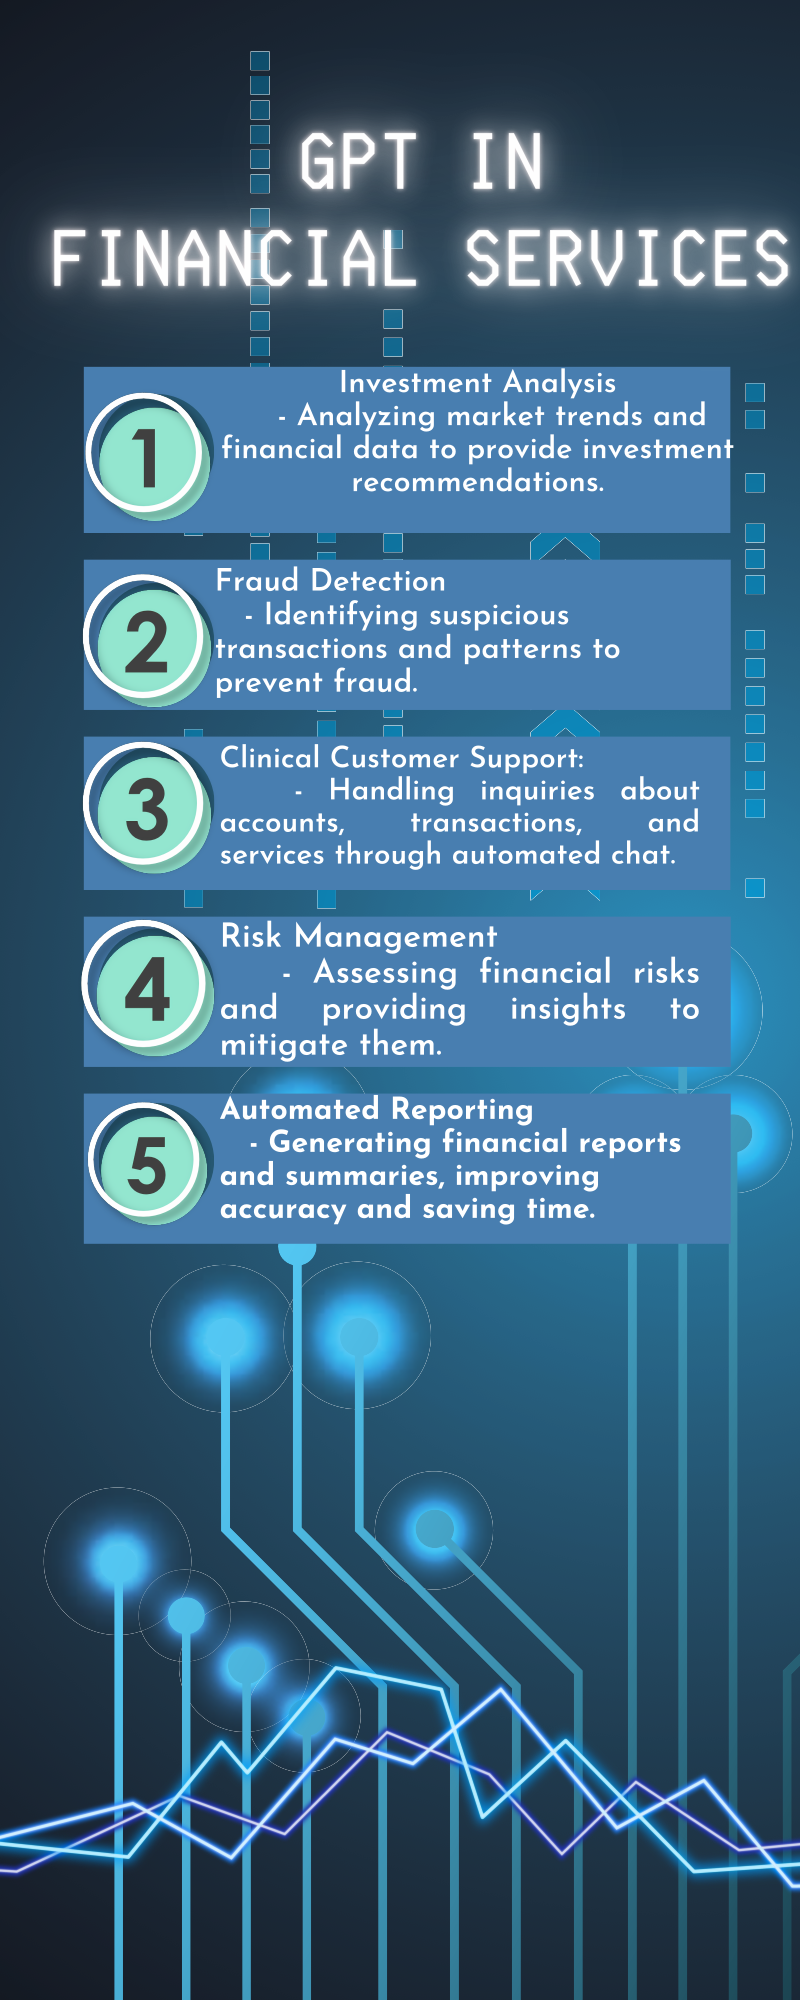 GPT IN
FINANCIAL SERVICES
1
Investment Analysis
- Analyzing market trends and
financial data to provide investment
recommendations.
2
Fraud Detection
- Identifying suspicious
transactions and patterns to
prevent fraud.
3
Clinical Customer Support:
- Handling inquiries about
accounts, transactions, and
services through automated chat.
4
Risk Management
- Assessing financial risks
and providing insights to
mitigate them.
5
Automated Reporting
- Generating financial reports
and summaries, improving
accuracy and saving time.